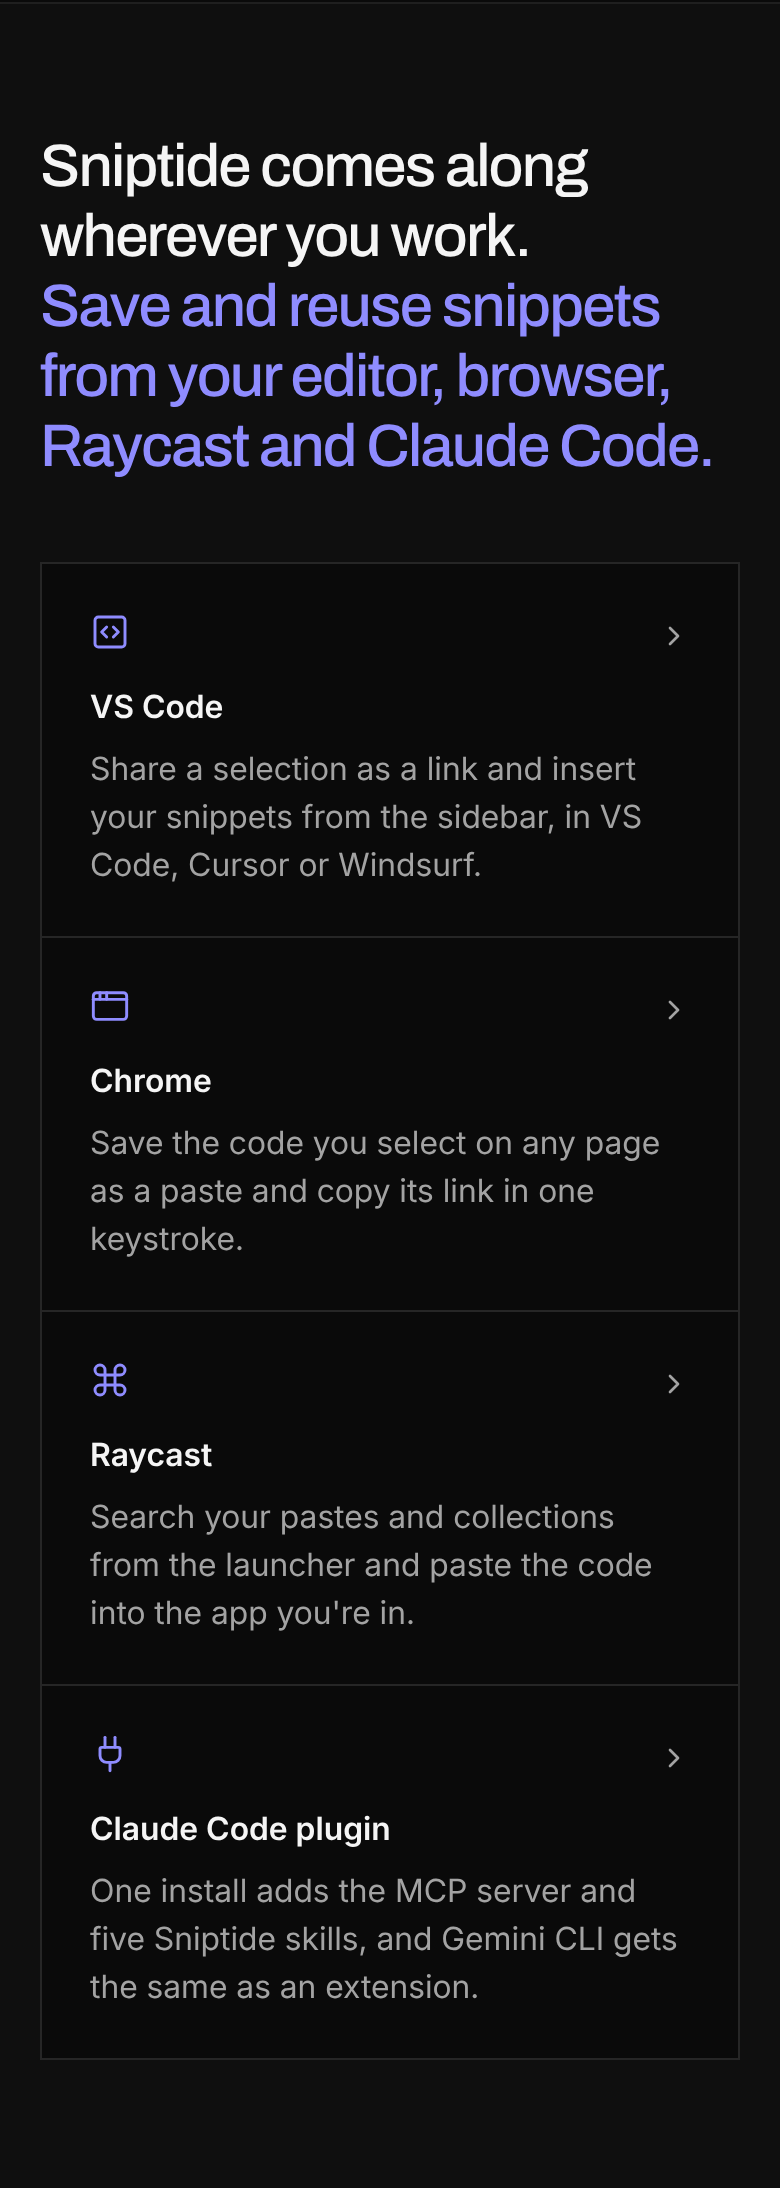 Sniptide comes along
wherever you work.
Save and reuse snippets
from your editor, browser,
Raycast and Claude Code.
VS Code
Share a selection as a link and insert
your snippets from the sidebar, in VS
Code, Cursor or Windsurf.
Chrome
Save the code you select on any page
as a paste and copy its link in one
keystroke.
Raycast
Search your pastes and collections
from the launcher and paste the code
into the app you're in.
Claude Code plugin
One install adds the MCP server and
five Sniptide skills, and Gemini CLI gets
the same as an extension.